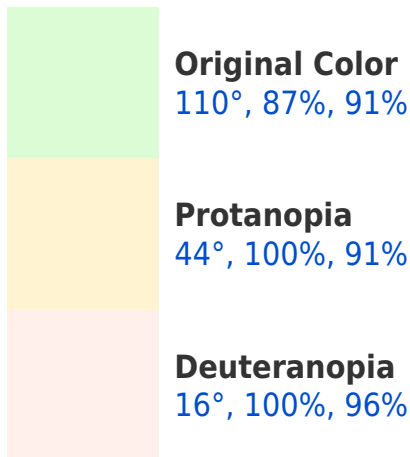 Original Color
110°, 87%, 91%
Protanopia
44°, 100%, 91%
Deuteranopia
16°, 100%, 96%